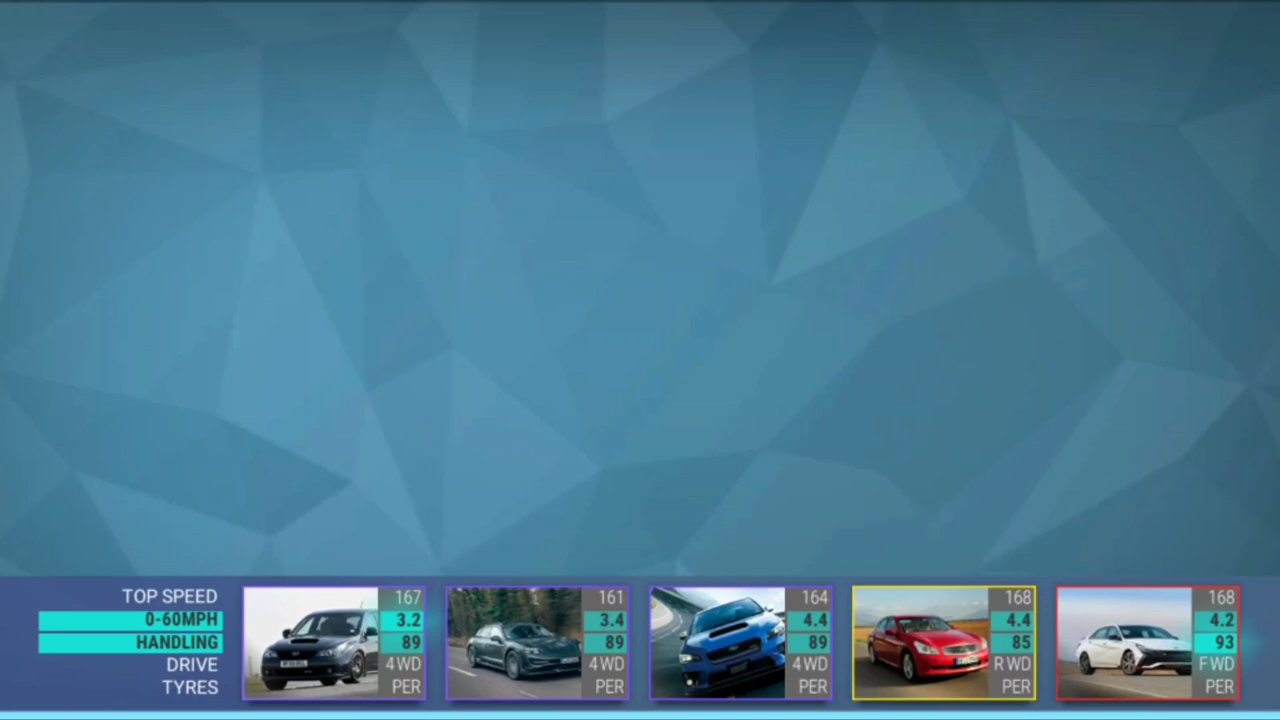 TOP SPEED 167 161 164 168 168
0-60MPH 3.2 3.4 4.4 4.4 4.2
HANDLING 89 89 89 85 93
DRIVE 4WD 4WD 4WD RWD FWD
TYRES PER PER PER PER PER